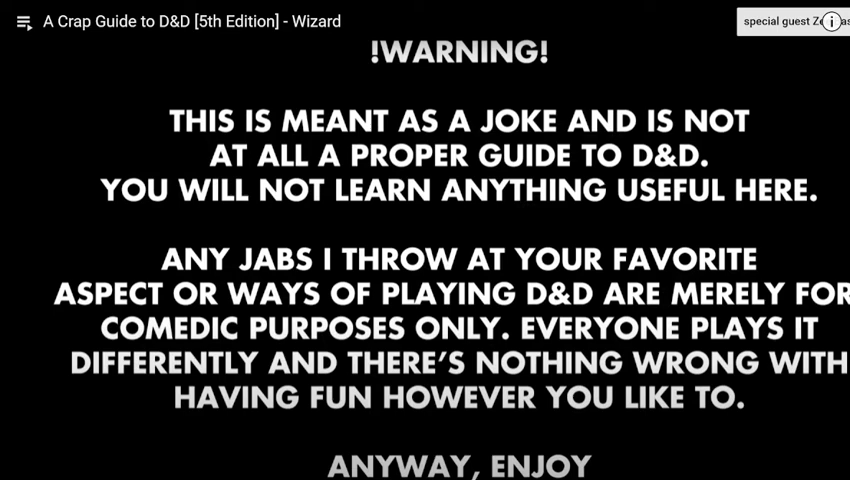 A Crap Guide to D&D [5th Edition] - Wizard
special guest
!WARNING!
THIS IS MEANT AS A JOKE AND IS NOT
AT ALL A PROPER GUIDE TO D&D.
YOU WILL NOT LEARN ANYTHING USEFUL HERE.
ANY JABS I THROW AT YOUR FAVORITE
ASPECT OR WAYS OF PLAYING D&D ARE MERELY FOR
COMEDIC PURPOSES ONLY. EVERYONE PLAYS IT
DIFFERENTLY AND THERE'S NOTHING WRONG WITH
HAVING FUN HOWEVER YOU LIKE TO.
ANYWAY, ENJOY